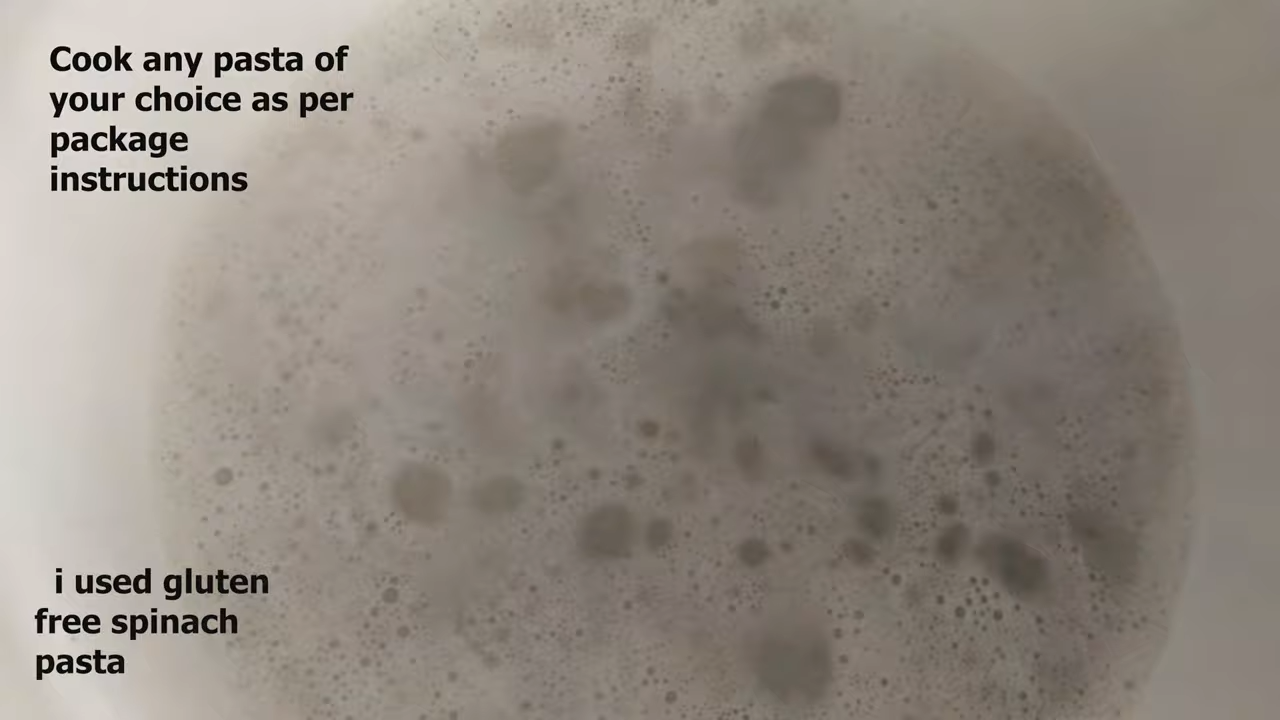 Cook any pasta of
your choice as per
package
instructions
i used gluten
free spinach
pasta